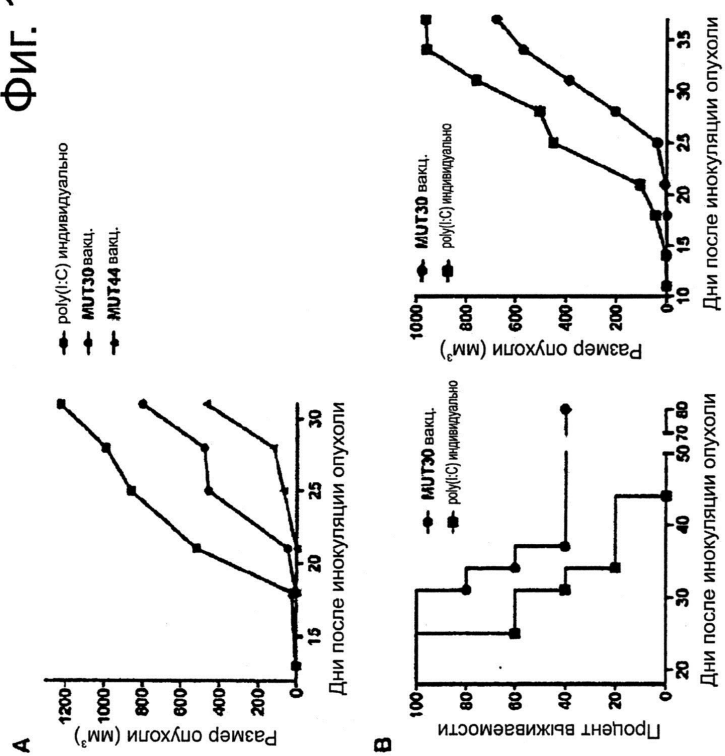 Фиг.
A
Размер опухоли (мм³)
1200
1000
800
600
400
200
0
15
20
25
30
Дни после инокуляции опухоли
poly(I:C) индивидуально
MUT30 вакц.
MUT44 вакц.
B
Процент выживаемости
100
80
60
40
20
0
20
30
40
50
70
80
Дни после инокуляции опухоли
MUT30 вакц.
poly(I:C) индивидуально
Размер опухоли (мм³)
1000
800
600
400
200
0
10
15
20
25
30
35
Дни после инокуляции опухоли
MUT30 вакц.
poly(I:C) индивидуально